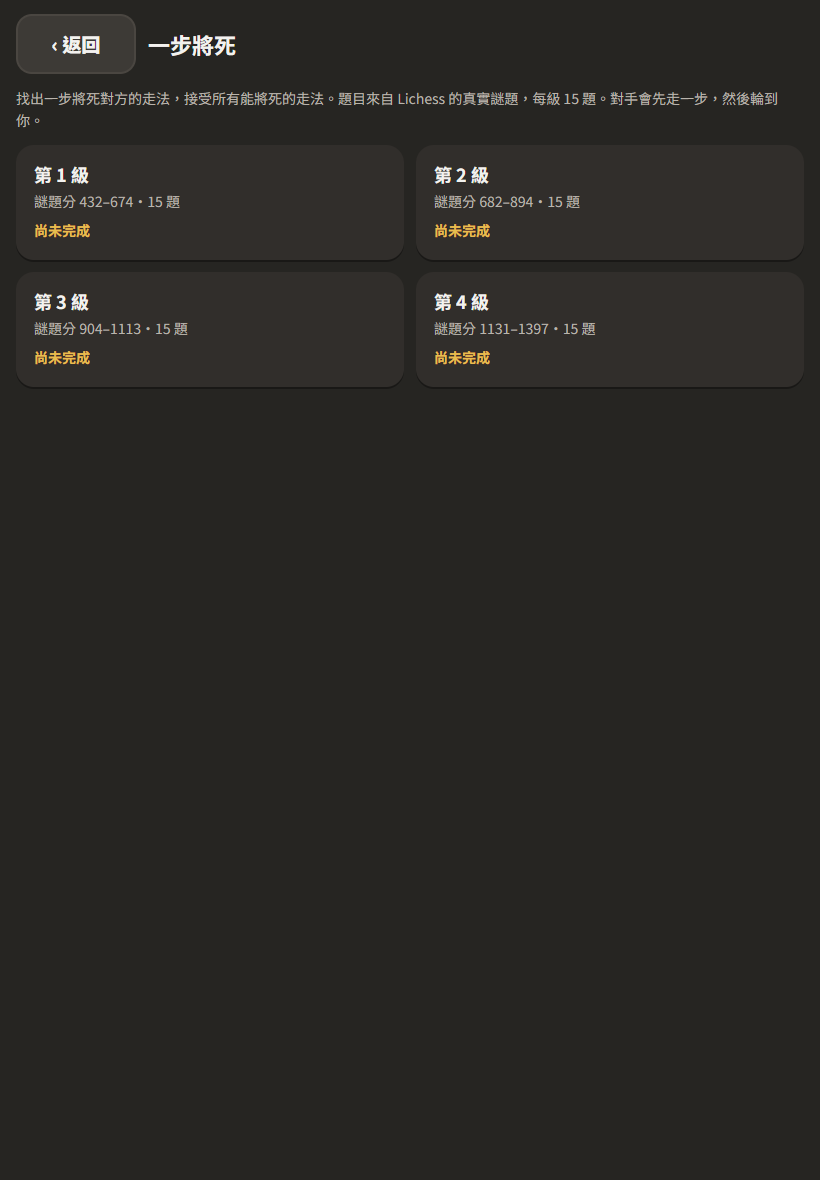 ‹ 返回
一步將死
找出一步將死對方的走法，接受所有能將死的走法。題目來自 Lichess 的真實謎題，每級 15 題。對手會先走一步，然後輪到
你。
第 1 級
謎題分 432–674・15 題
尚未完成
第 2 級
謎題分 682–894・15 題
尚未完成
第 3 級
謎題分 904–1113・15 題
尚未完成
第 4 級
謎題分 1131–1397・15 題
尚未完成